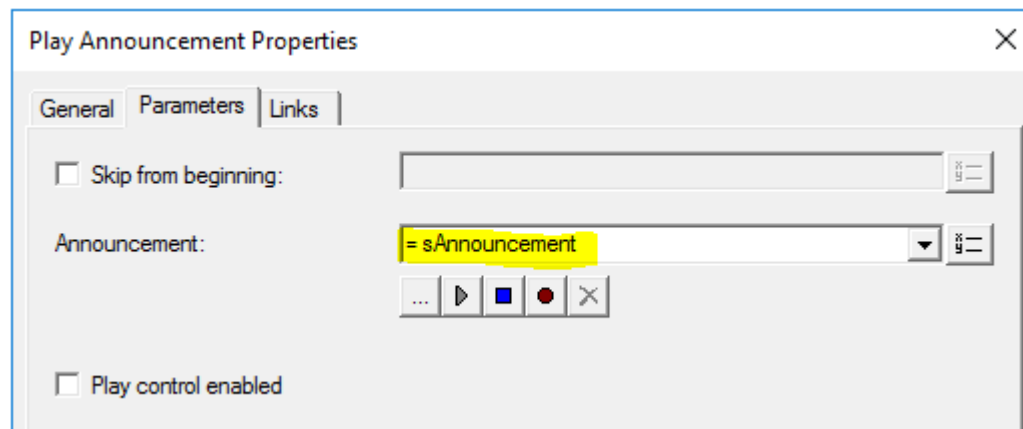 Play Announcement Properties
General Parameters Links
Skip from beginning:
Announcement: = sAnnouncement
...
Play control enabled